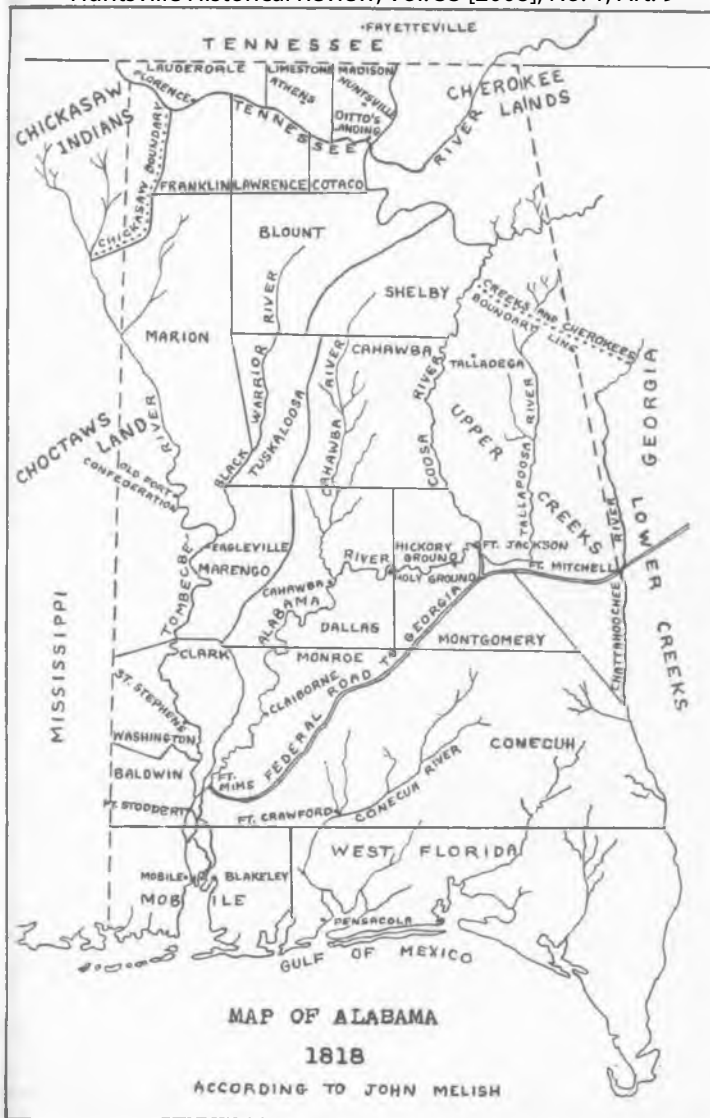 FAYETTEVILLE
TENNESSEE
LAUDERDALE
LIMESTONE
MADISON
FLORENCE
ATHENS
HUNTSVILLE
DITTO'S
LANDING
TENNESSEE
RIVER
CHEROKEE
LANDS
CHICKASAW
INDIANS
CHICKASAW BOUNDARY
FRANKLIN
LAWRENCE
COTACO
BLOUNT
SHELBY
CREEKS AND CHEROKEES
BOUNDARY LINE
MARION
BLACK WARRIOR RIVER
TUSKALOOSA
CAHAWBA
CAHAWBA RIVER
COOSA RIVER
TALLADEGA
UPPER
CREEKS
TALLAPOOSA RIVER
GEORGIA
CHOCTAWS
LAND
OLD FORT
CONFEDERATION
TOMBECBE
RIVER
EAGLEVILLE
MARENGO
HICKORY
GROUND
FT. JACKSON
FT. MITCHELL
HOLY GROUND
CAHAWBA
ALABAMA
RIVER
DALLAS
LOWER
CREEKS
CHATTAHOOCHEE
RIVER
MONTGOMERY
CLARK
MONROE
CLAIBORNE
FEDERAL ROAD TO GEORGIA
MISSISSIPPI
ST. STEPHENS
WASHINGTON
BALDWIN
FT.
MIMS
CONECUH
CONECUH RIVER
FT. STODDERT
FT. CRAWFORD
WEST FLORIDA
MOBILE
BLAKELEY
MOBILE
PENSACOLA
GULF OF MEXICO
MAP OF ALABAMA
1818
ACCORDING TO JOHN MELISH